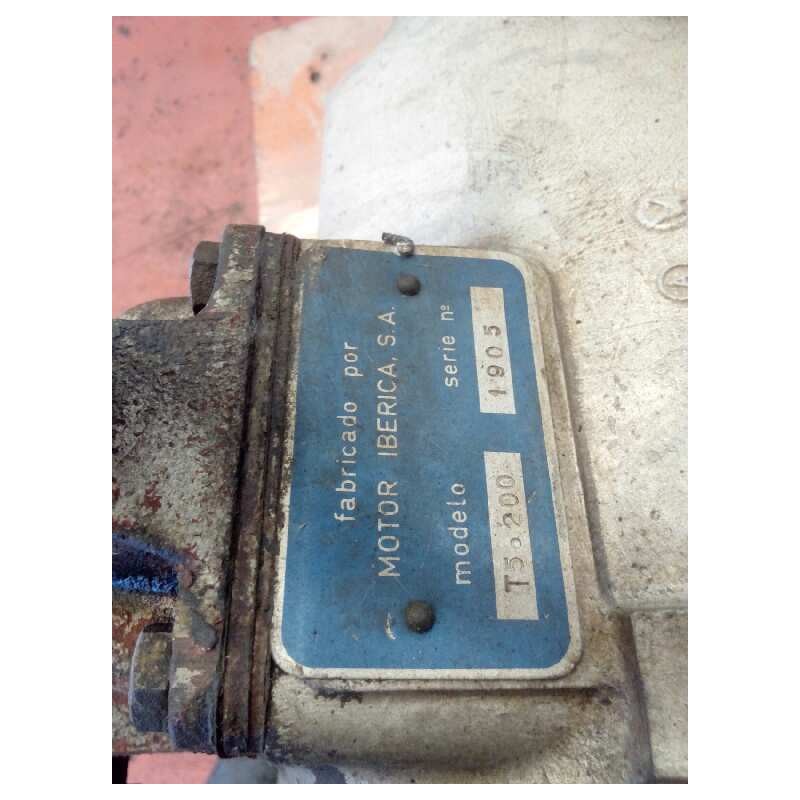 fabricado por
MOTOR IBERICA, S.A.
modelo serie nº
T5.200 1905